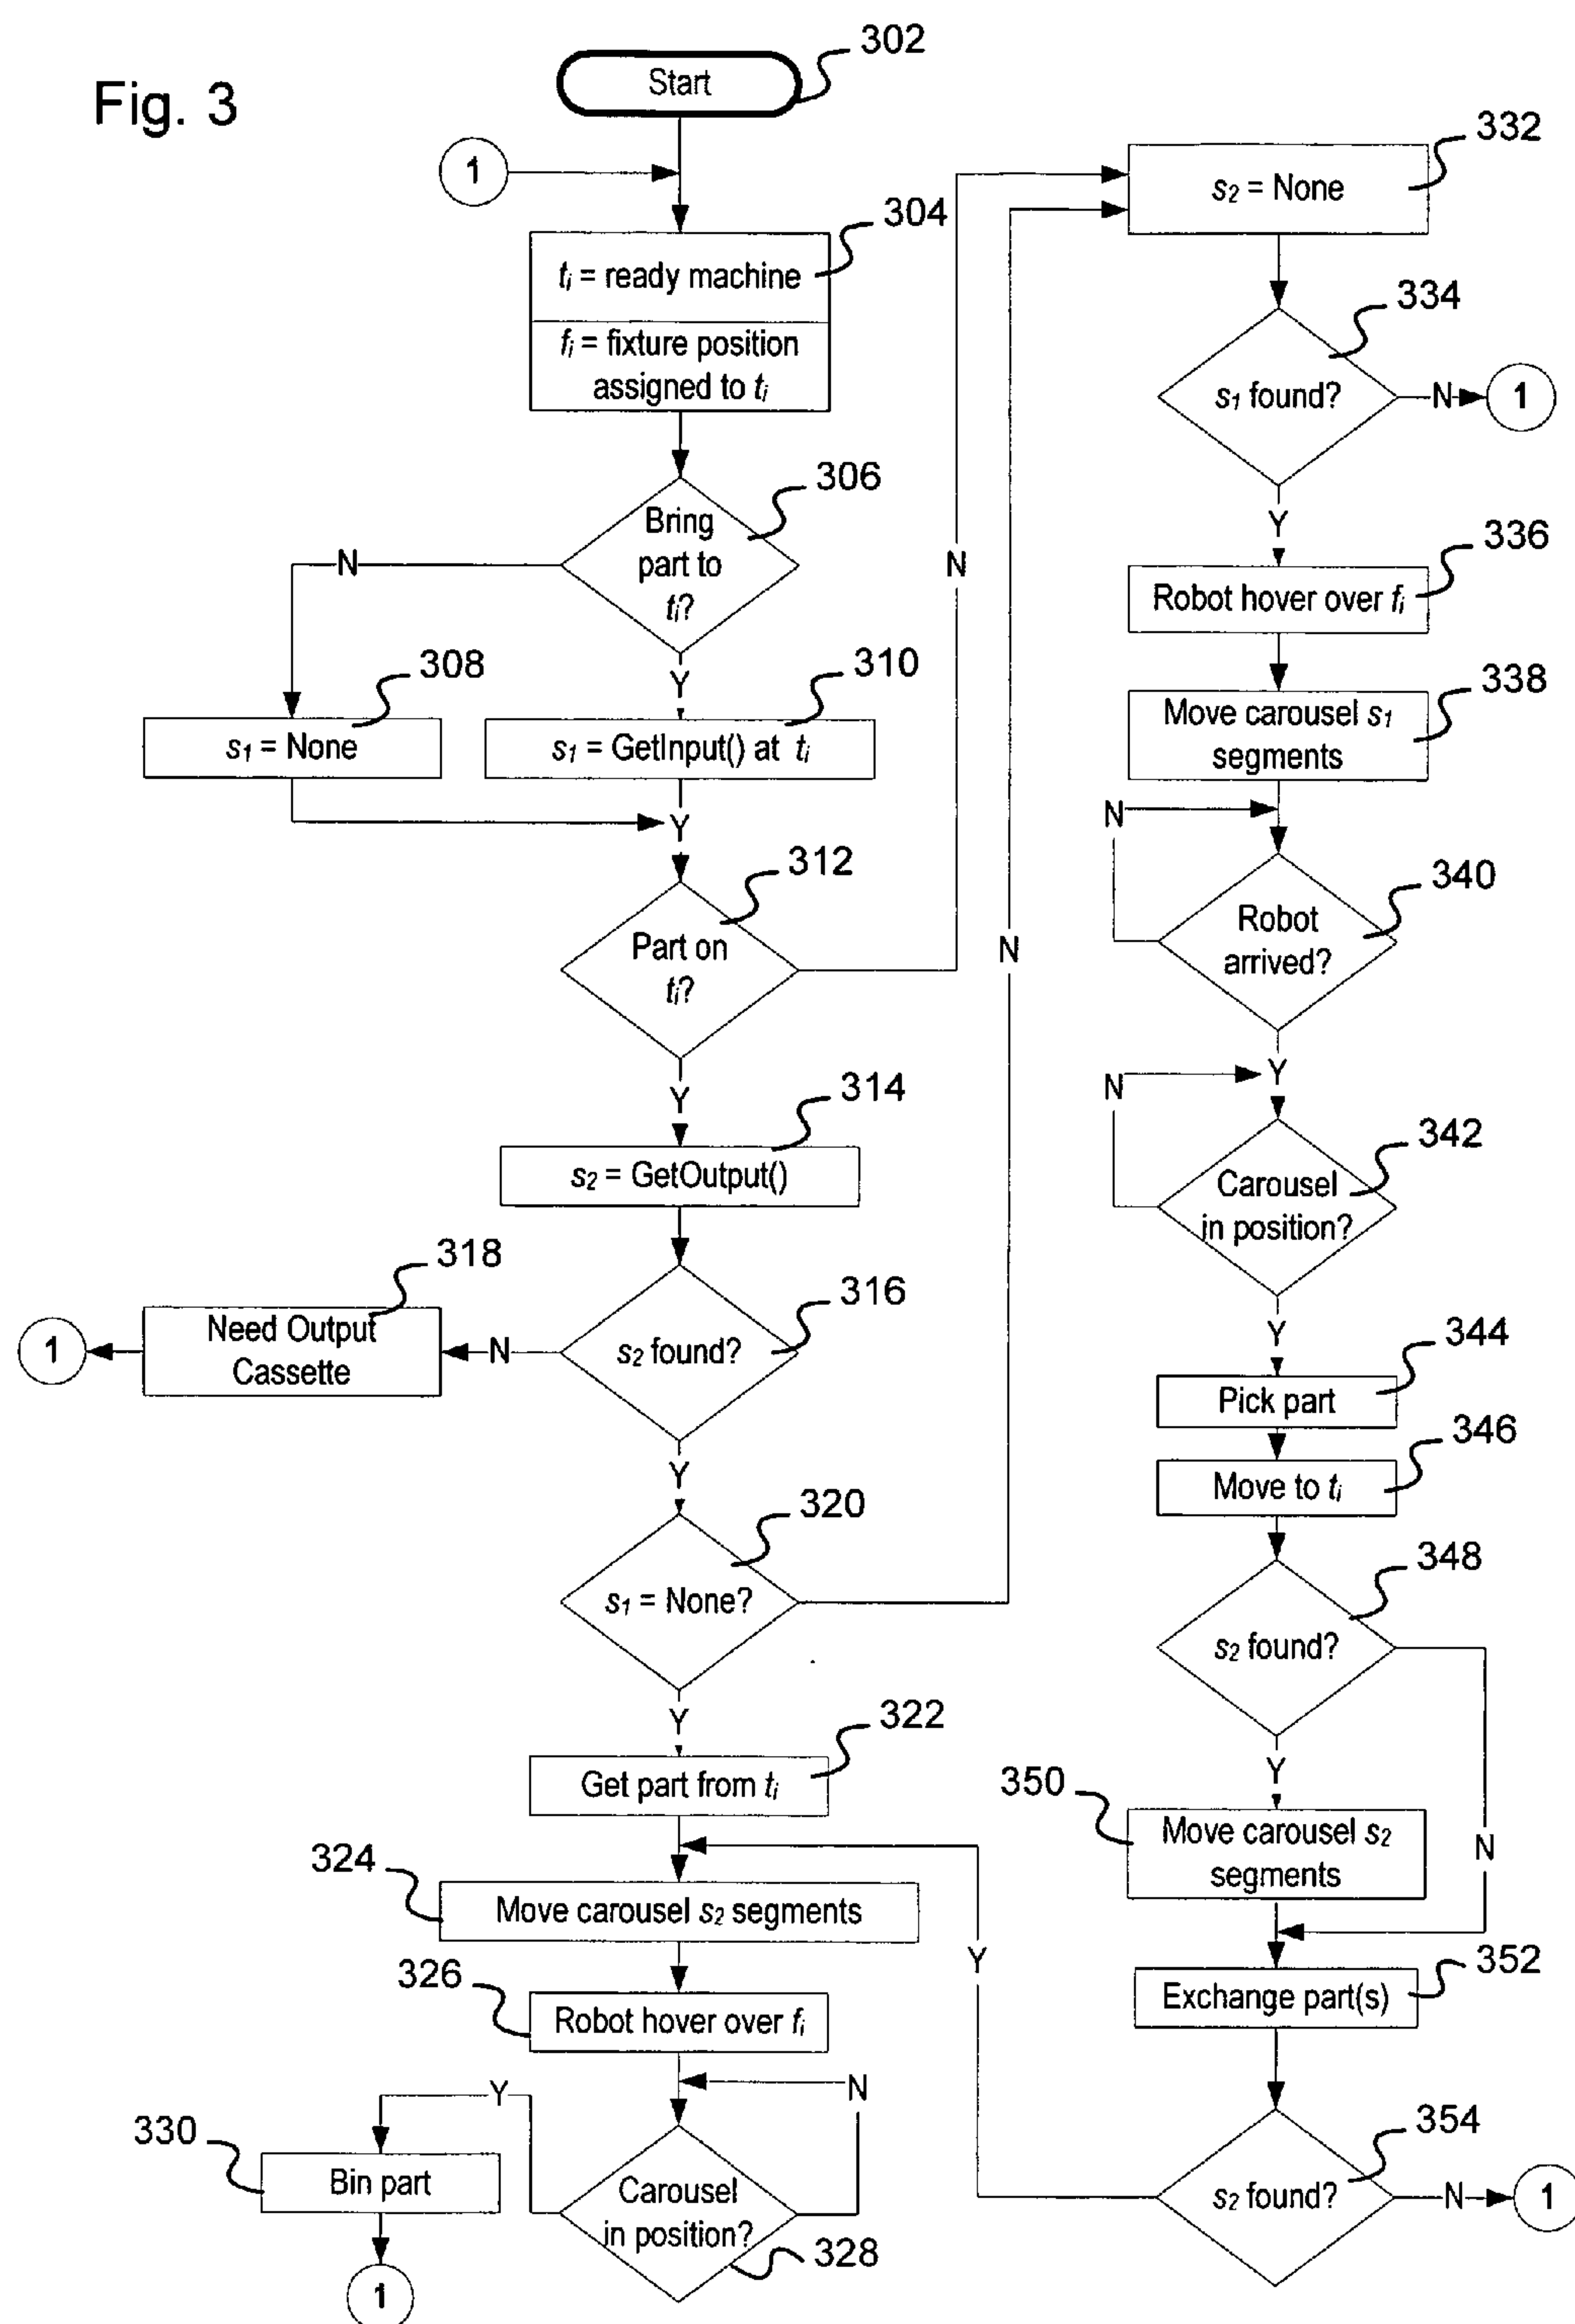 Fig. 3
Start
302
1
304
tᵢ = ready machine
fᵢ = fixture position
assigned to tᵢ
306
Bring
part to
tᵢ?
N
Y
308
s₁ = None
310
s₁ = GetInput() at tᵢ
Y
312
Part on
tᵢ?
N
Y
314
s₂ = GetOutput()
316
s₂ found?
N
318
Need Output
Cassette
1
Y
320
s₁ = None?
N
Y
322
Get part from tᵢ
324
Move carousel s₂ segments
326
Robot hover over fᵢ
N
Y
328
Carousel
in position?
330
Bin part
1
332
s₂ = None
334
s₁ found?
N
1
Y
336
Robot hover over fᵢ
338
Move carousel s₁
segments
N
340
Robot
arrived?
Y
N
342
Carousel
in position?
Y
344
Pick part
346
Move to tᵢ
348
s₂ found?
Y
N
350
Move carousel s₂
segments
352
Exchange part(s)
354
s₂ found?
Y
N
1